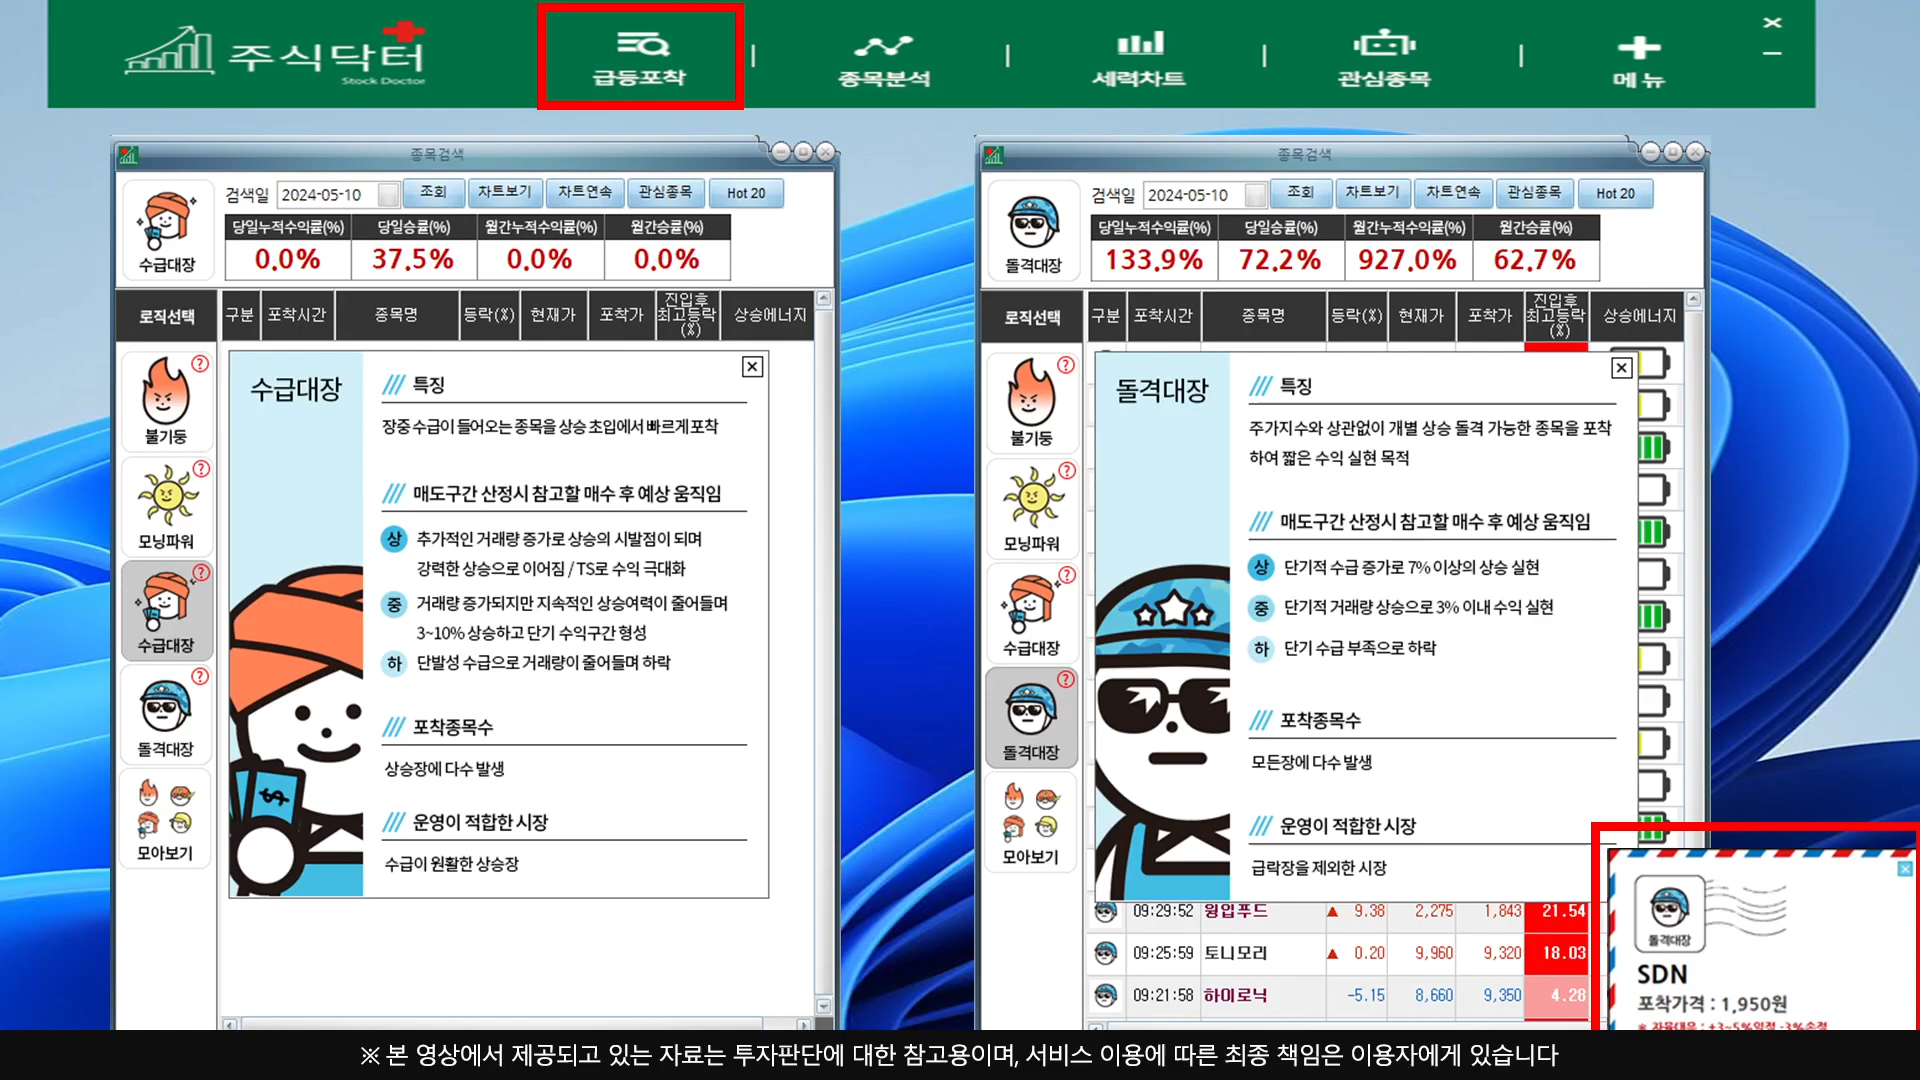 주식닥터
Stock Doctor
급등포착
종목분석
세력차트
관심종목
메뉴
종목검색
수급대장
검색일 2024-05-10 조회 차트보기 차트연속 관심종목 Hot 20
당일누적수익률(%) 당일승률(%) 월간누적수익률(%) 월간승률(%)
0.0% 37.5% 0.0% 0.0%
로직선택
구분 포착시간 종목명 등락(%) 현재가 포착가 진입후 최고등락 (%) 상승에너지
불기둥
모닝파워
수급대장
돌격대장
모아보기
수급대장
특징
장중 수급이 들어오는 종목을 상승 초입에서 빠르게 포착
매도구간 산정시 참고할 매수 후 예상 움직임
상 추가적인 거래량 증가로 상승의 시발점이 되며
강력한 상승으로 이어짐 / TS로 수익 극대화
중 거래량 증가되지만 지속적인 상승여력이 줄어들며
3~10% 상승하고 단기 수익구간 형성
하 단발성 수급으로 거래량이 줄어들며 하락
포착종목수
상승장에 다수 발생
운영이 적합한 시장
수급이 원활한 상승장
종목검색
돌격대장
검색일 2024-05-10 조회 차트보기 차트연속 관심종목 Hot 20
당일누적수익률(%) 당일승률(%) 월간누적수익률(%) 월간승률(%)
133.9% 72.2% 927.0% 62.7%
로직선택
구분 포착시간 종목명 등락(%) 현재가 포착가 진입후 최고등락 (%) 상승에너지
불기둥
모닝파워
수급대장
돌격대장
모아보기
돌격대장
특징
주가지수와 상관없이 개별 상승 돌격 가능한 종목을 포착
하여 짧은 수익 실현 목적
매도구간 산정시 참고할 매수 후 예상 움직임
상 단기적 수급 증가로 7% 이상의 상승 실현
중 단기적 거래량 상승으로 3% 이내 수익 실현
하 단기 수급 부족으로 하락
포착종목수
모든장에 다수 발생
운영이 적합한 시장
급락장을 제외한 시장
09:29:52 윙입푸드 ▲ 9.38 2,275 1,843 21.54
09:25:59 토니모리 ▲ 0.20 9,960 9,320 18.03
09:21:58 하이로닉 -5.15 8,660 9,350 4.28
돌격대장
SDN
포착가격 : 1,950원
※ 본 영상에서 제공되고 있는 자료는 투자판단에 대한 참고용이며, 서비스 이용에 따른 최종 책임은 이용자에게 있습니다